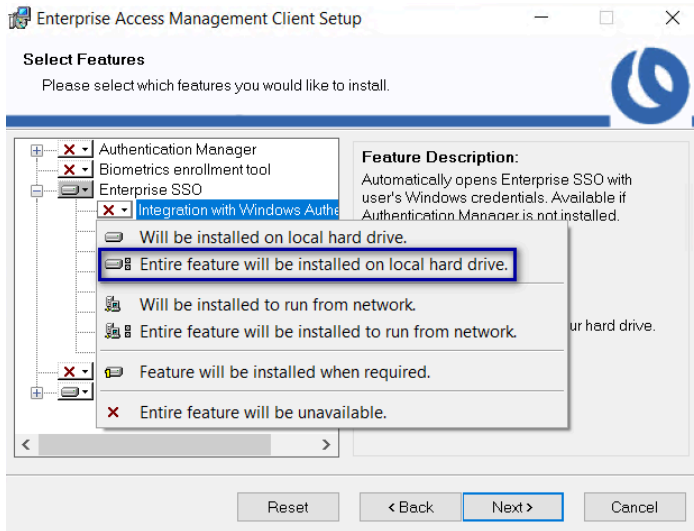 Enterprise Access Management Client Setup
Select Features
Please select which features you would like to install.
Authentication Manager
Biometrics enrollment tool
Enterprise SSO
Integration with Windows Authe
Feature Description:
Automatically opens Enterprise SSO with
user's Windows credentials. Available if
Authentication Manager is not installed.
Will be installed on local hard drive.
Entire feature will be installed on local hard drive.
Will be installed to run from network.
Entire feature will be installed to run from network.
ur hard drive.
Feature will be installed when required.
Entire feature will be unavailable.
Reset
< Back
Next >
Cancel